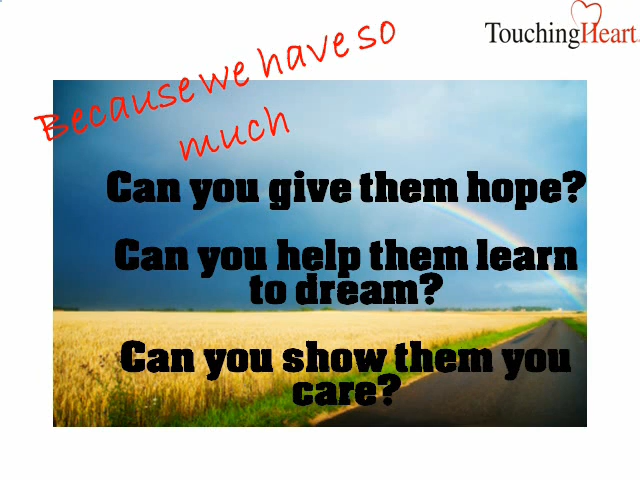 TouchingHeart
Because we have so
much
Can you give them hope?
Can you help them learn
to dream?
Can you show them you
care?